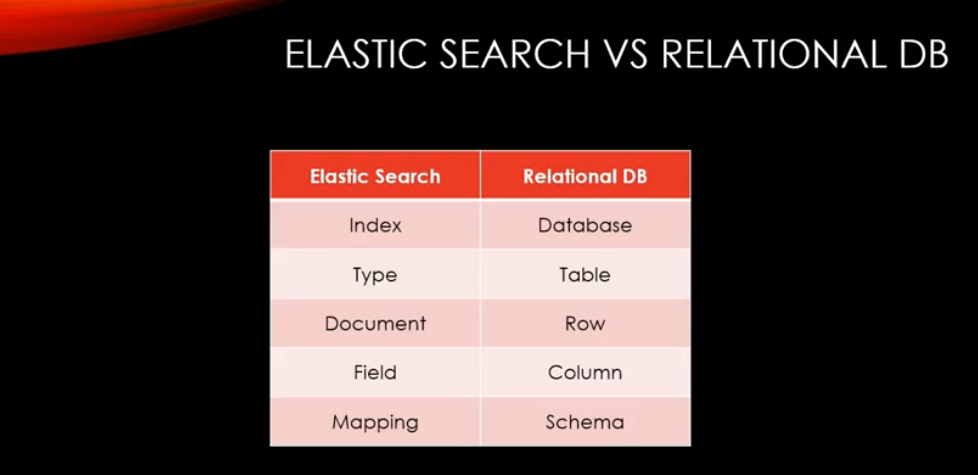 ELASTIC SEARCH VS RELATIONAL DB
Elastic Search Relational DB
Index Database
Type Table
Document Row
Field Column
Mapping Schema